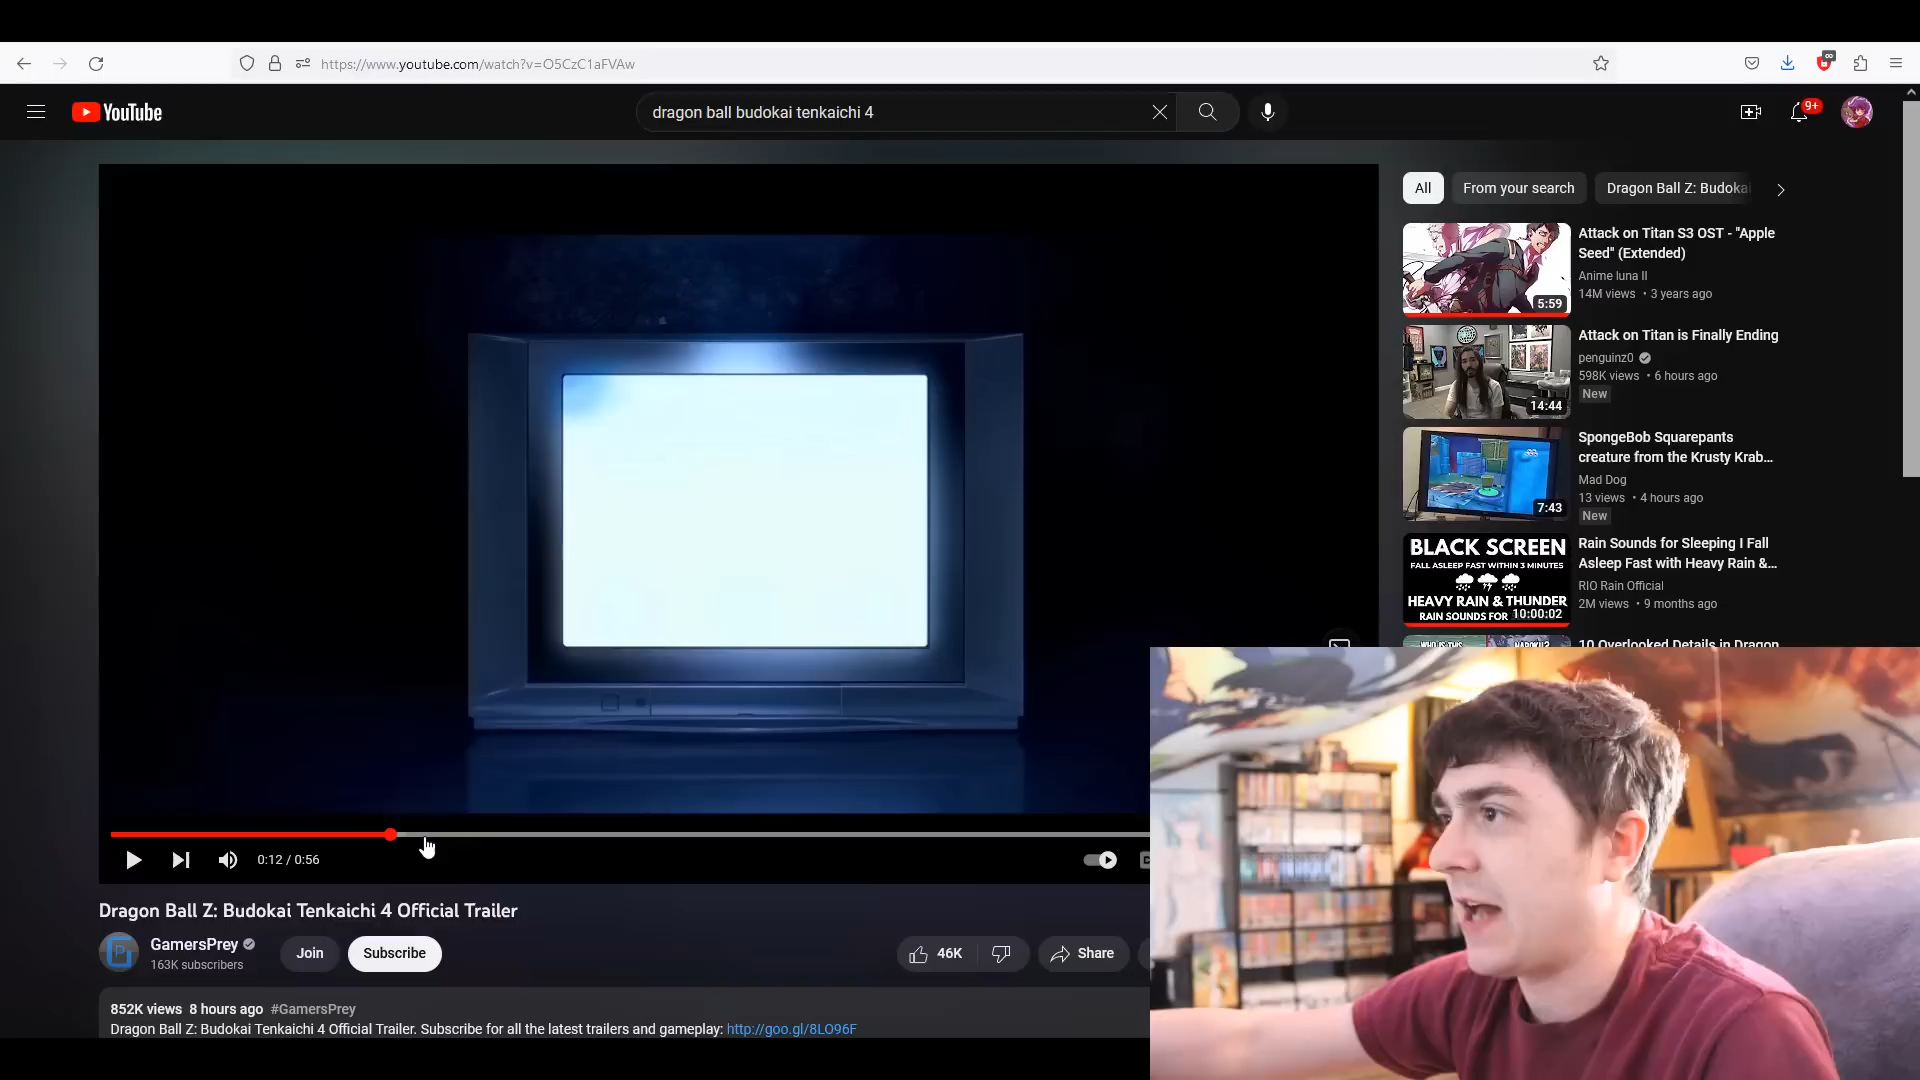 https://www.youtube.com/watch?v=O5CzC1aFVAw
YouTube
dragon ball budokai tenkaichi 4
9+
All
From your search
Dragon Ball Z: Budokai
Attack on Titan S3 OST - "Apple
Seed" (Extended)
Anime luna II
14M views • 3 years ago
5:59
Attack on Titan is Finally Ending
penguinz0
598K views • 6 hours ago
New
14:44
SpongeBob Squarepants
creature from the Krusty Krab...
Mad Dog
13 views • 4 hours ago
New
7:43
BLACK SCREEN
FALL ASLEEP FAST WITHIN 3 MINUTES
HEAVY RAIN & THUNDER
RAIN SOUNDS FOR
10:00:02
Rain Sounds for Sleeping I Fall
Asleep Fast with Heavy Rain &...
RIO Rain Official
2M views • 9 months ago
10 Overlooked Details in Dragon
0:12 / 0:56
Dragon Ball Z: Budokai Tenkaichi 4 Official Trailer
GamersPrey
163K subscribers
Join
Subscribe
46K
Share
852K views 8 hours ago #GamersPrey
Dragon Ball Z: Budokai Tenkaichi 4 Official Trailer. Subscribe for all the latest trailers and gameplay: http://goo.gl/8LO96F